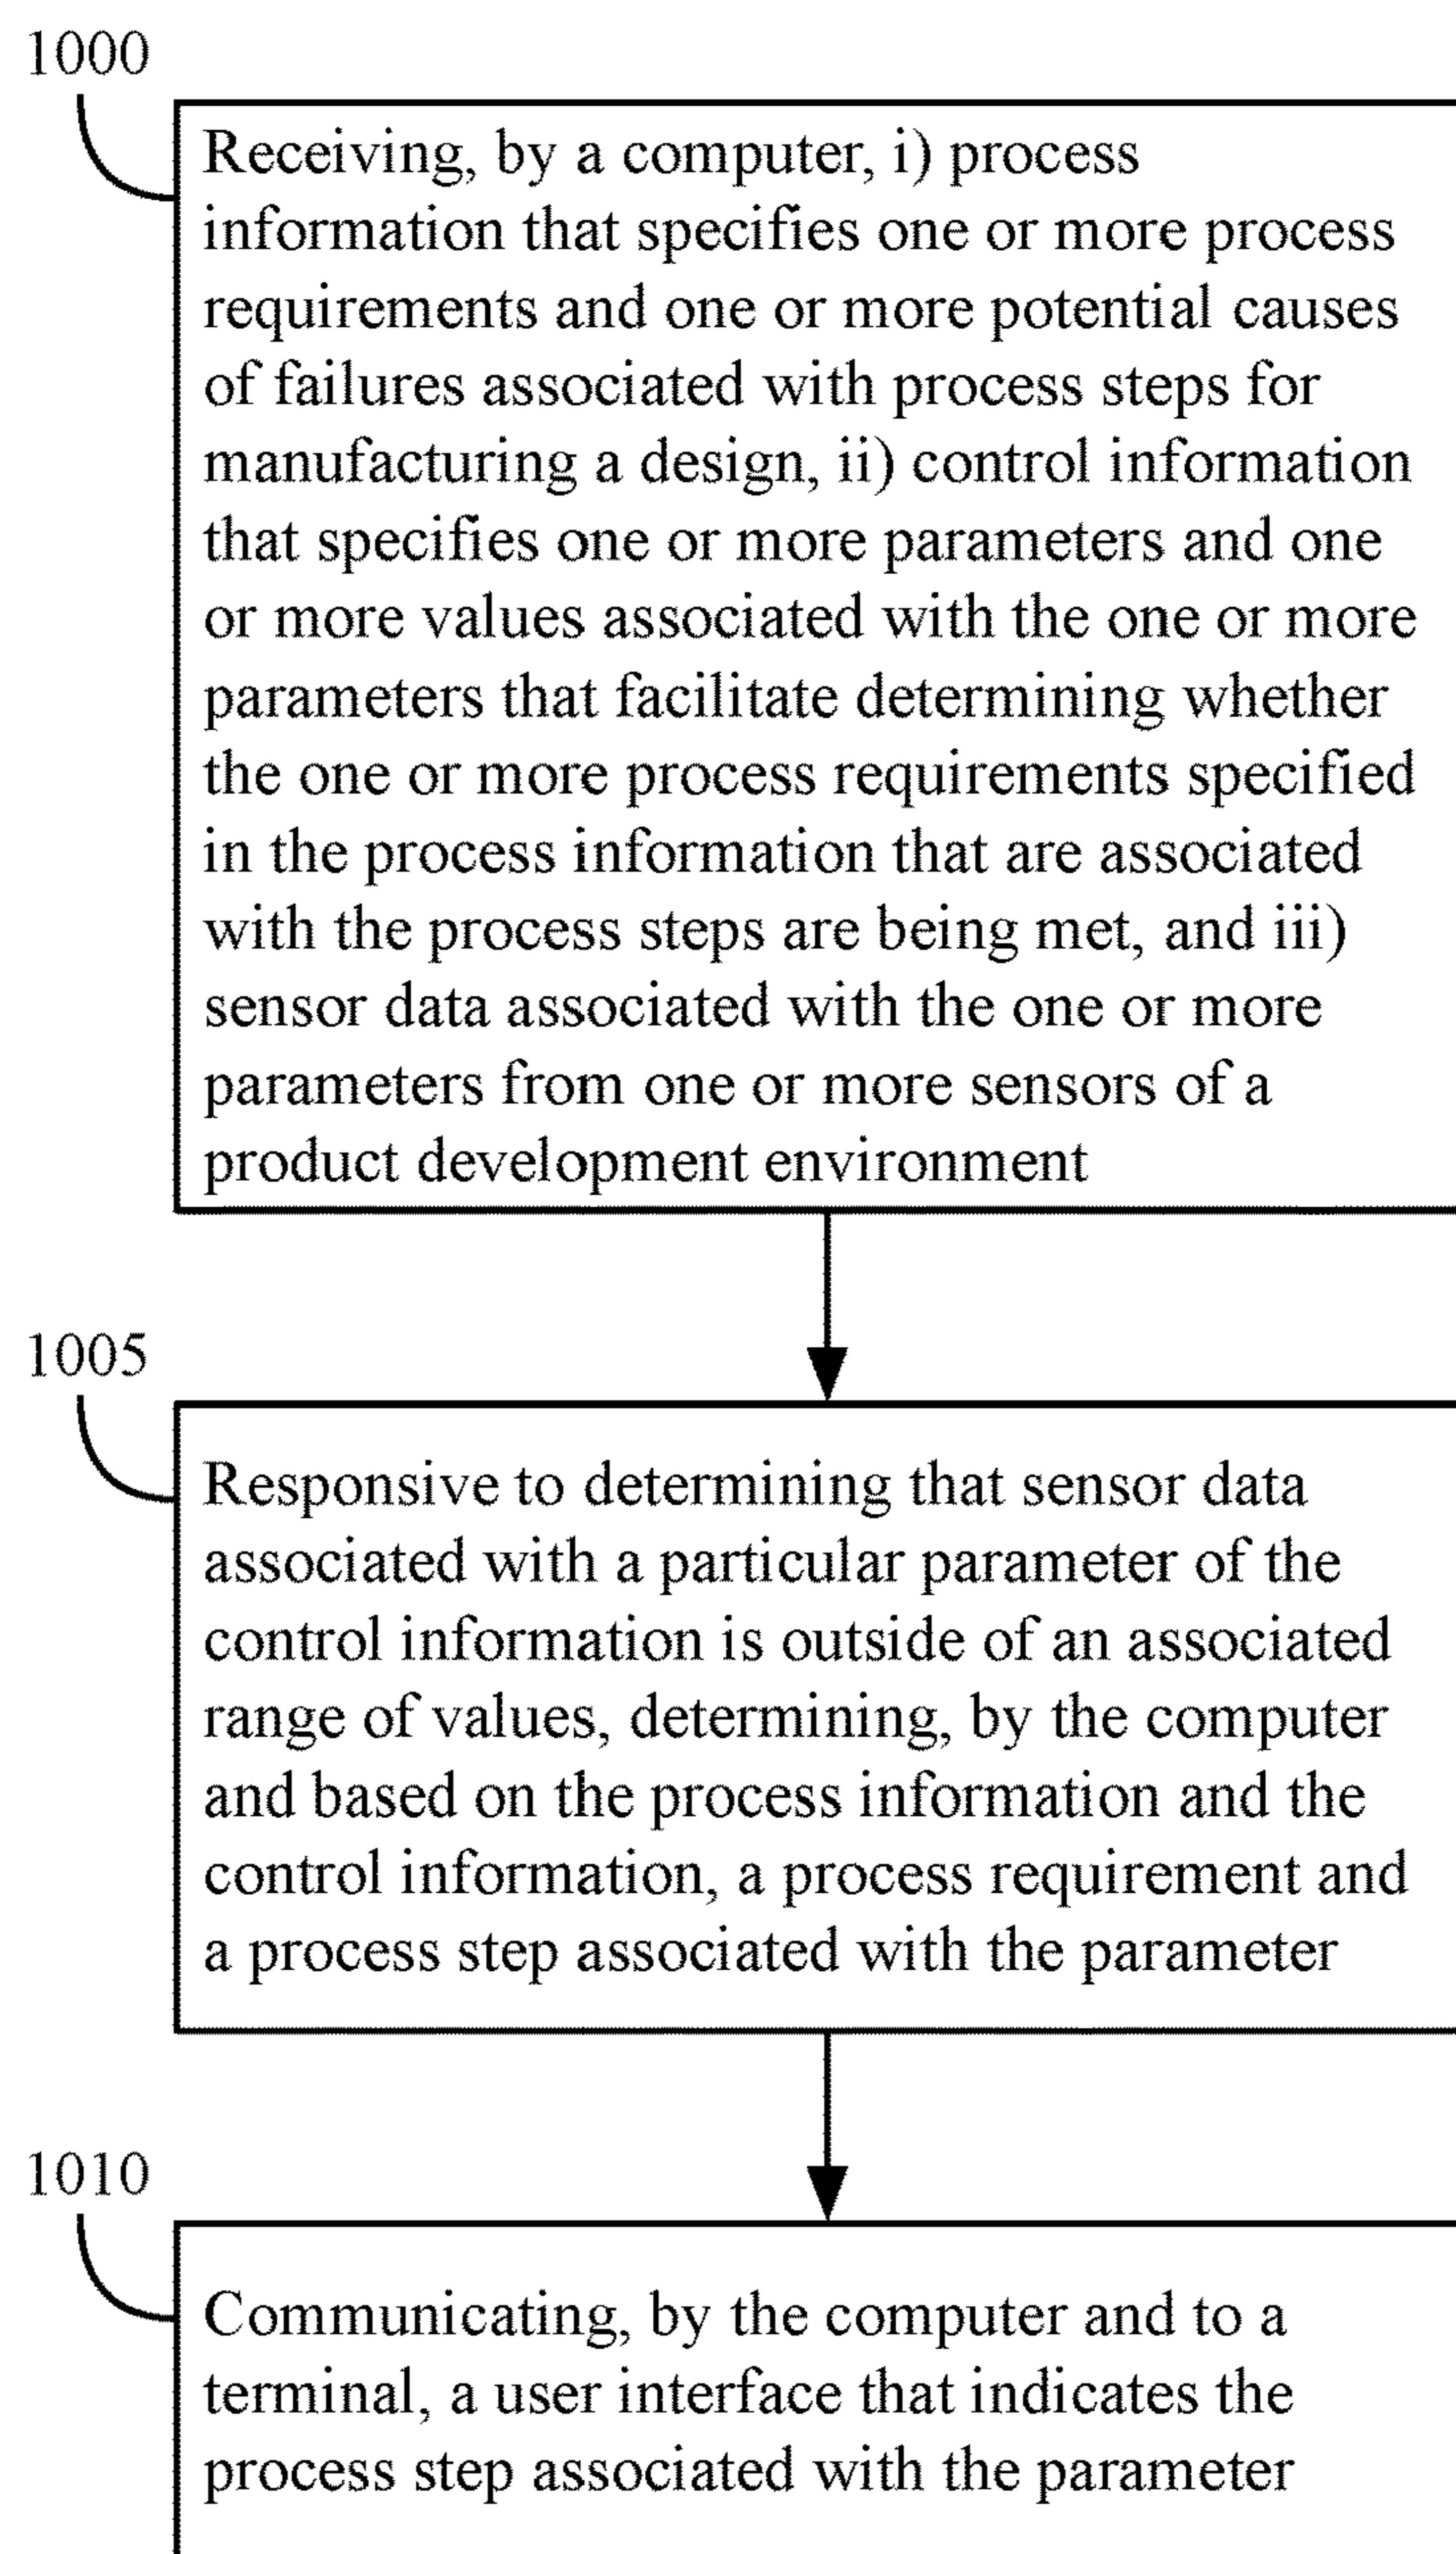 1000
Receiving, by a computer, i) process
information that specifies one or more process
requirements and one or more potential causes
of failures associated with process steps for
manufacturing a design, ii) control information
that specifies one or more parameters and one
or more values associated with the one or more
parameters that facilitate determining whether
the one or more process requirements specified
in the process information that are associated
with the process steps are being met, and iii)
sensor data associated with the one or more
parameters from one or more sensors of a
product development environment
1005
Responsive to determining that sensor data
associated with a particular parameter of the
control information is outside of an associated
range of values, determining, by the computer
and based on the process information and the
control information, a process requirement and
a process step associated with the parameter
1010
Communicating, by the computer and to a
terminal, a user interface that indicates the
process step associated with the parameter